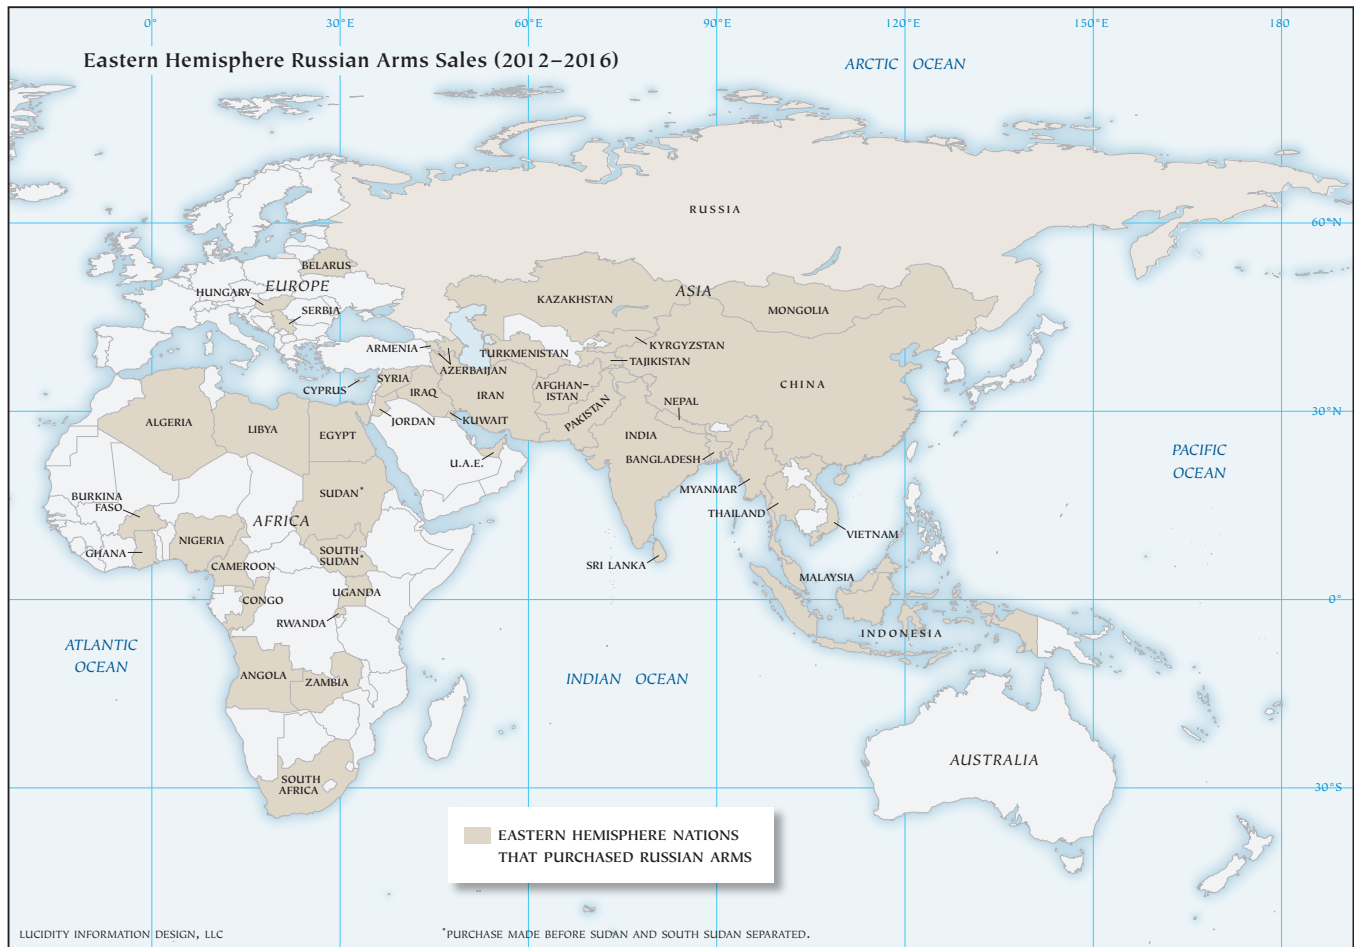 0°
30°E
60°E
90°E
120°E
150°E
180
Eastern Hemisphere Russian Arms Sales (2012–2016)
ARCTIC OCEAN
RUSSIA
60°N
BELARUS
EUROPE
HUNGARY
SERBIA
ASIA
KAZAKHSTAN
MONGOLIA
ARMENIA
AZERBAIJAN
TURKMENISTAN
KYRGYZSTAN
TAJIKISTAN
CYPRUS
SYRIA
IRAQ
IRAN
AFGHAN–
ISTAN
PAKISTAN
CHINA
NEPAL
30°N
ALGERIA
LIBYA
EGYPT
JORDAN
KUWAIT
INDIA
BANGLADESH
U.A.E.
PACIFIC
OCEAN
MYANMAR
THAILAND
VIETNAM
BURKINA
FASO
SUDAN*
AFRICA
GHANA
NIGERIA
CAMEROON
SOUTH
SUDAN*
SRI LANKA
MALAYSIA
CONGO
UGANDA
RWANDA
0°
INDONESIA
ATLANTIC
OCEAN
ANGOLA
ZAMBIA
INDIAN OCEAN
AUSTRALIA
SOUTH
AFRICA
30°S
EASTERN HEMISPHERE NATIONS
THAT PURCHASED RUSSIAN ARMS
LUCIDITY INFORMATION DESIGN, LLC
*PURCHASE MADE BEFORE SUDAN AND SOUTH SUDAN SEPARATED.